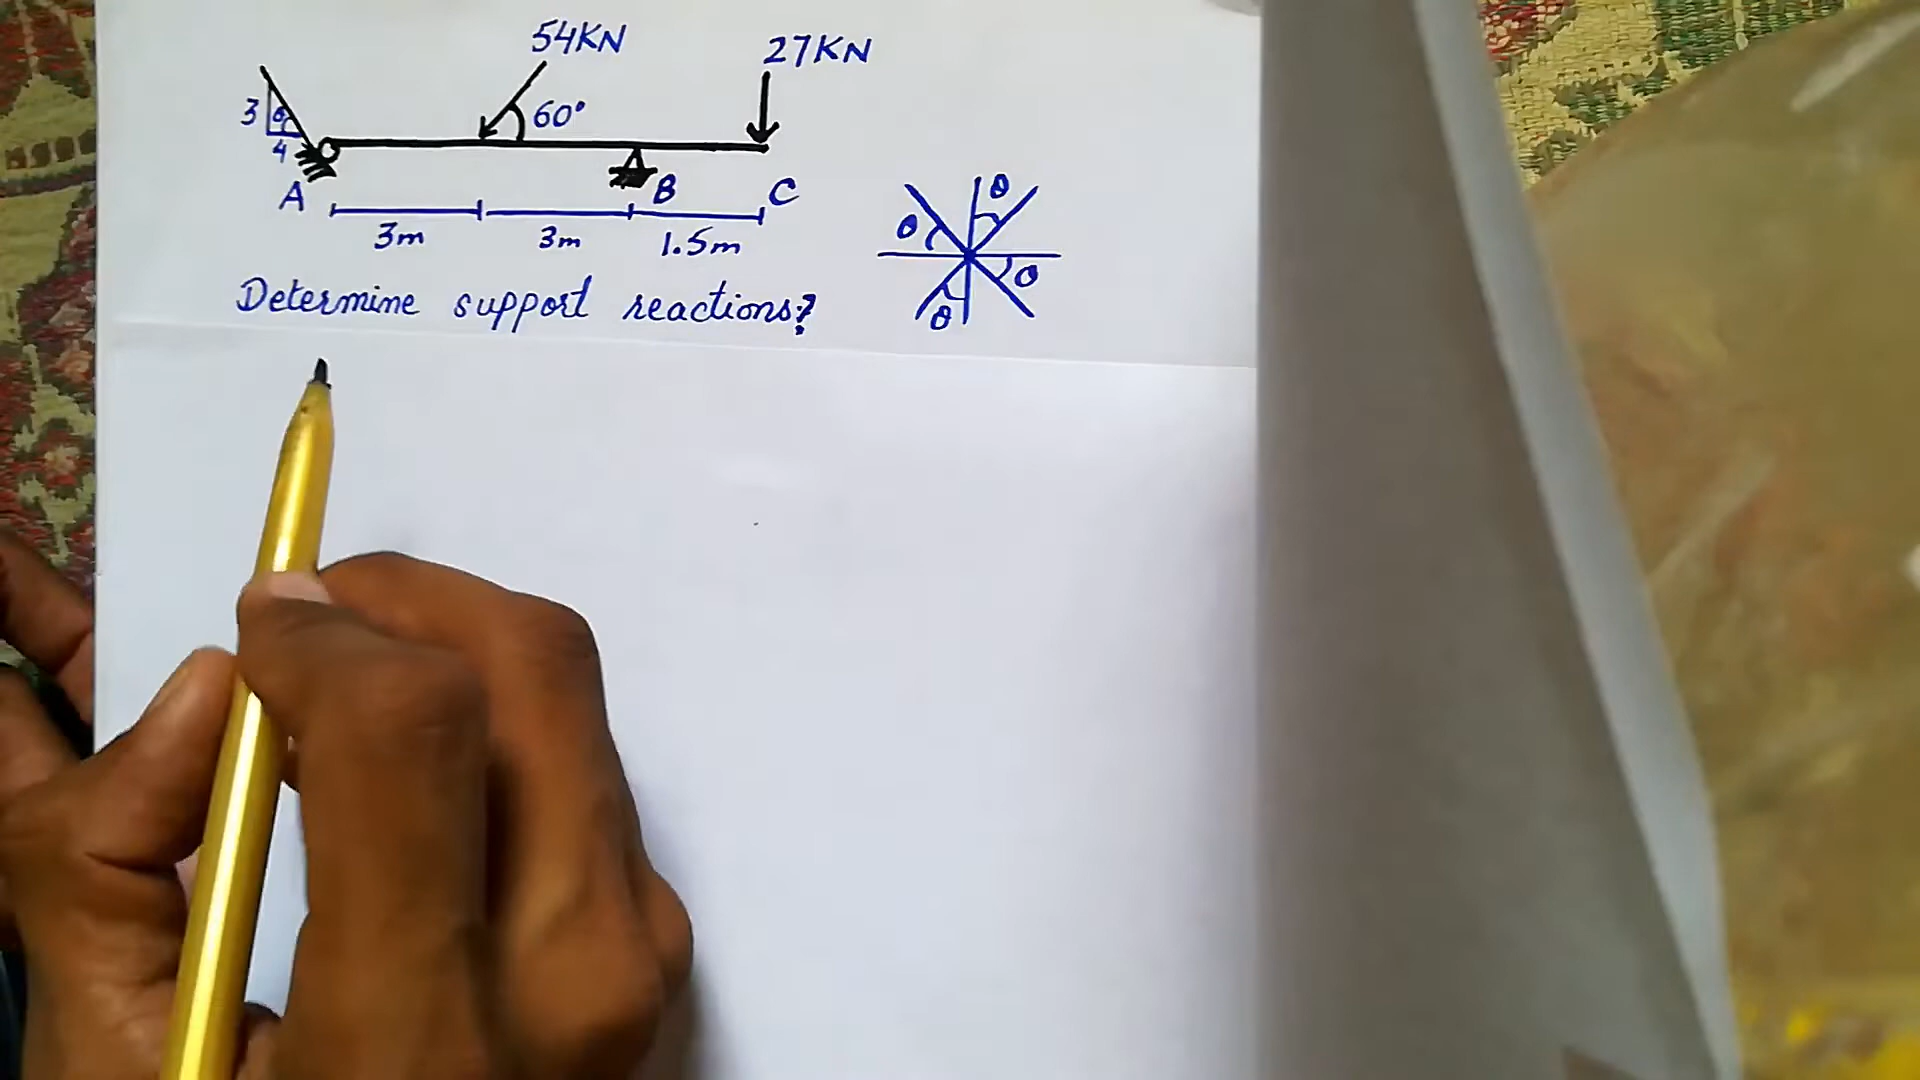 54KN
27KN
3 θ
60°
4
A
B
C
3m 3m 1.5m
θ
θ
θ
θ
Determine support reactions?